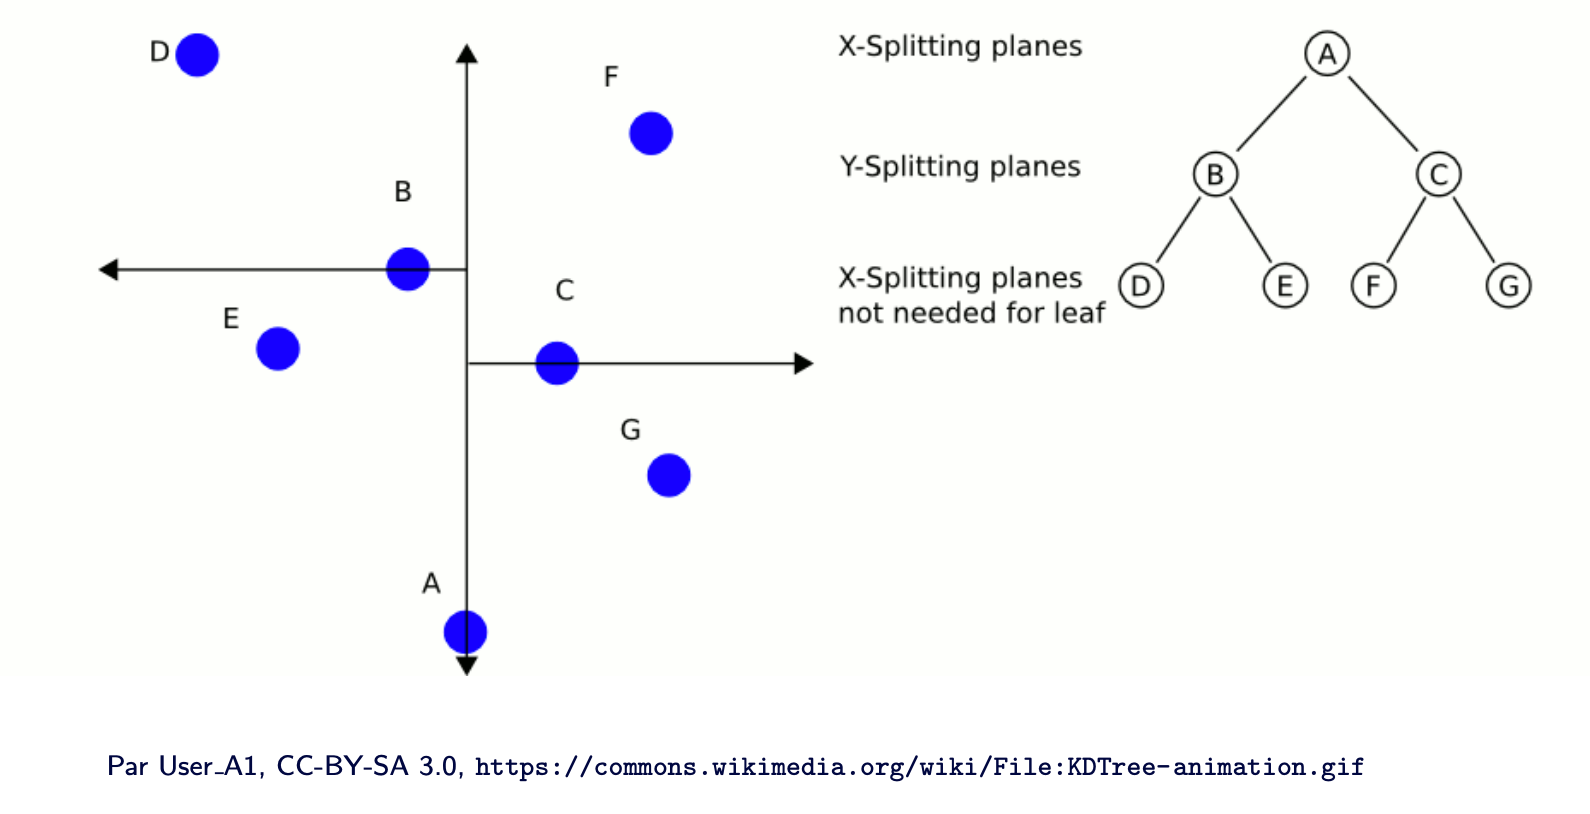 D
F
B
C
E
G
A
X-Splitting planes
A
Y-Splitting planes
B
C
X-Splitting planes
not needed for leaf
D
E
F
G
Par User_A1, CC-BY-SA 3.0, https://commons.wikimedia.org/wiki/File:KDTree-animation.gif